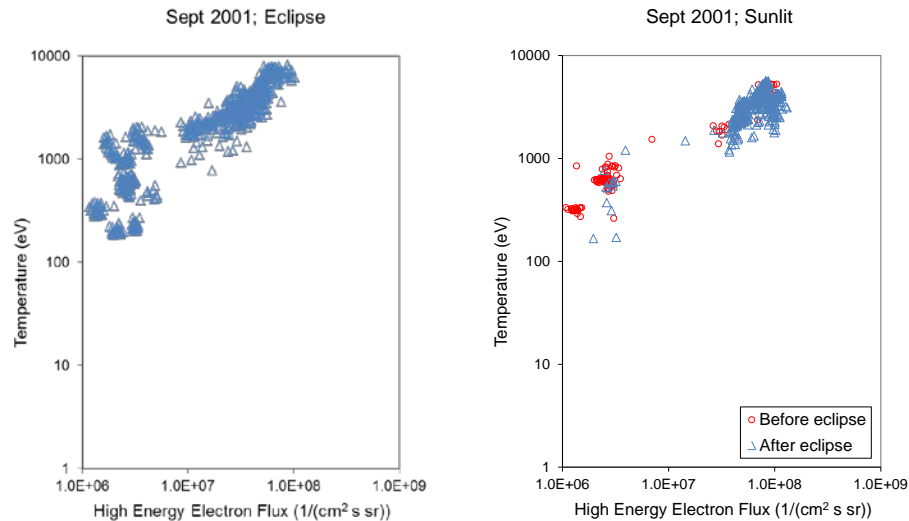 Sept 2001; Eclipse
10000
1000
100
10
1
1.0E+06 1.0E+07 1.0E+08 1.0E+09
Temperature (eV)
High Energy Electron Flux (1/(cm² s sr))
Sept 2001; Sunlit
10000
1000
100
10
1
1.0E+06 1.0E+07 1.0E+08 1.0E+09
Temperature (eV)
High Energy Electron Flux (1/(cm² s sr))
Before eclipse
After eclipse